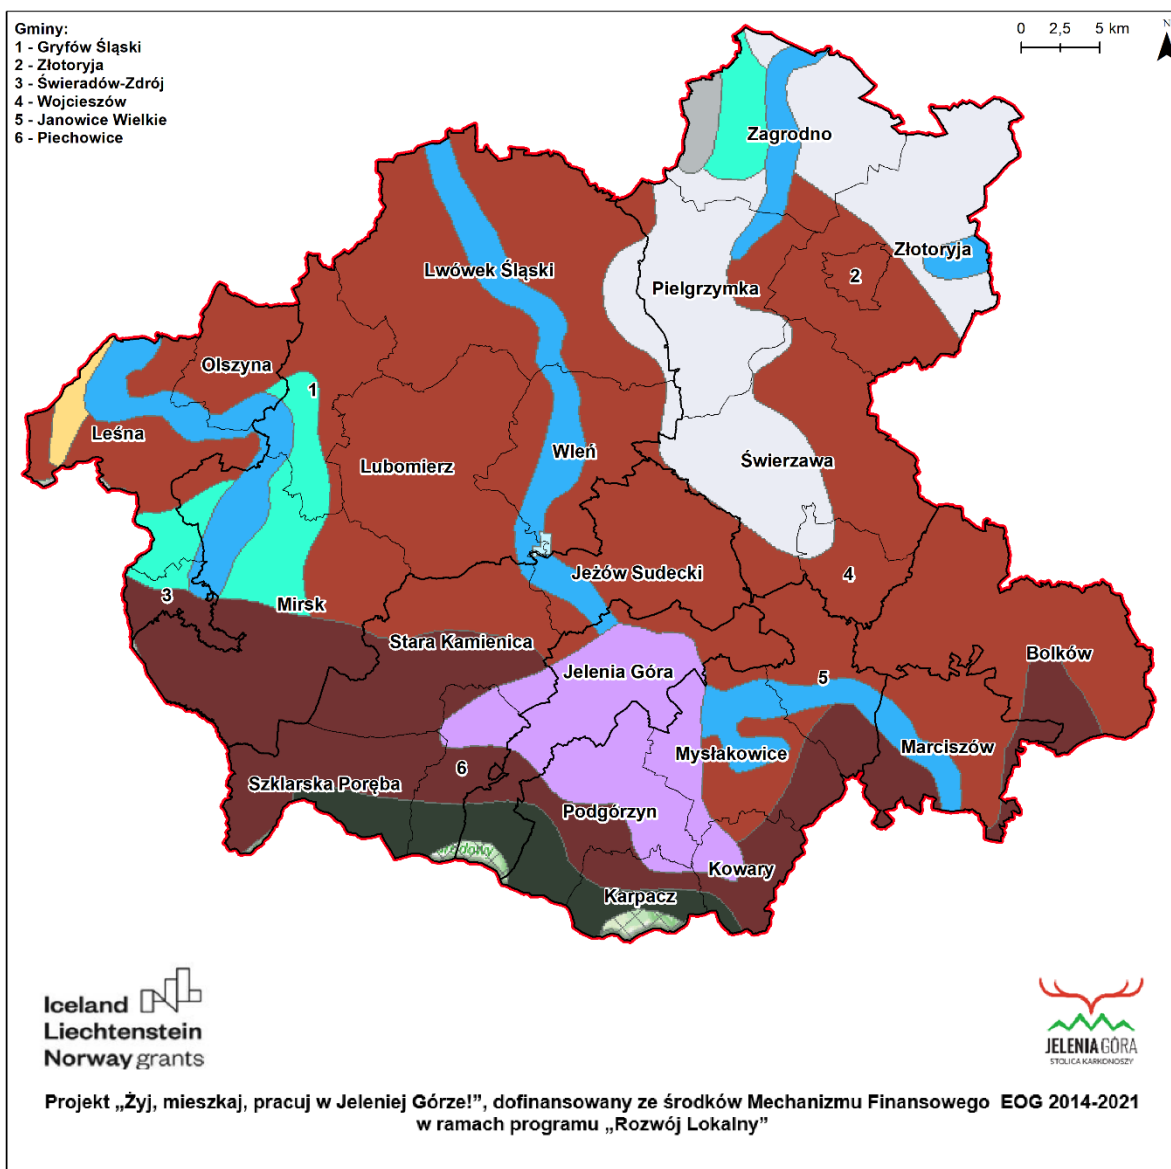 Gminy:
1 - Gryfów Śląski
2 - Złotoryja
3 - Świeradów-Zdrój
4 - Wojcieszów
5 - Janowice Wielkie
6 - Piechowice
0 2,5 5 km
N
Zagrodno
Złotoryja
2
Lwówek Śląski
Pielgrzymka
Olszyna
1
Leśna
Lubomierz
Wleń
Świerzawa
Jeżów Sudecki
4
3
Mirsk
Stara Kamienica
Bolków
Jelenia Góra
5
Mysłakowice
Marciszów
6
Szklarska Poręba
Podgórzyn
Kowary
Karpacz
Iceland
Liechtenstein
Norway grants
JELENIA GÓRA
STOLICA KARKONOSZY
Projekt „Żyj, mieszkaj, pracuj w Jeleniej Górze!”, dofinansowany ze środków Mechanizmu Finansowego EOG 2014-2021
w ramach programu „Rozwój Lokalny”